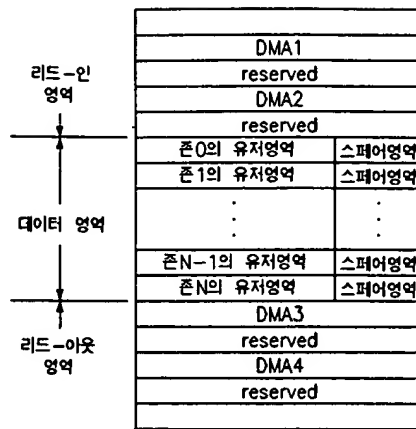 DMA1
reserved
DMA2
reserved
리드-인
영역
존0의 유저영역 스페어영역
존1의 유저영역 스페어영역
데이터 영역
존N-1의 유저영역 스페어영역
존N의 유저영역 스페어영역
DMA3
reserved
DMA4
reserved
리드-아웃
영역